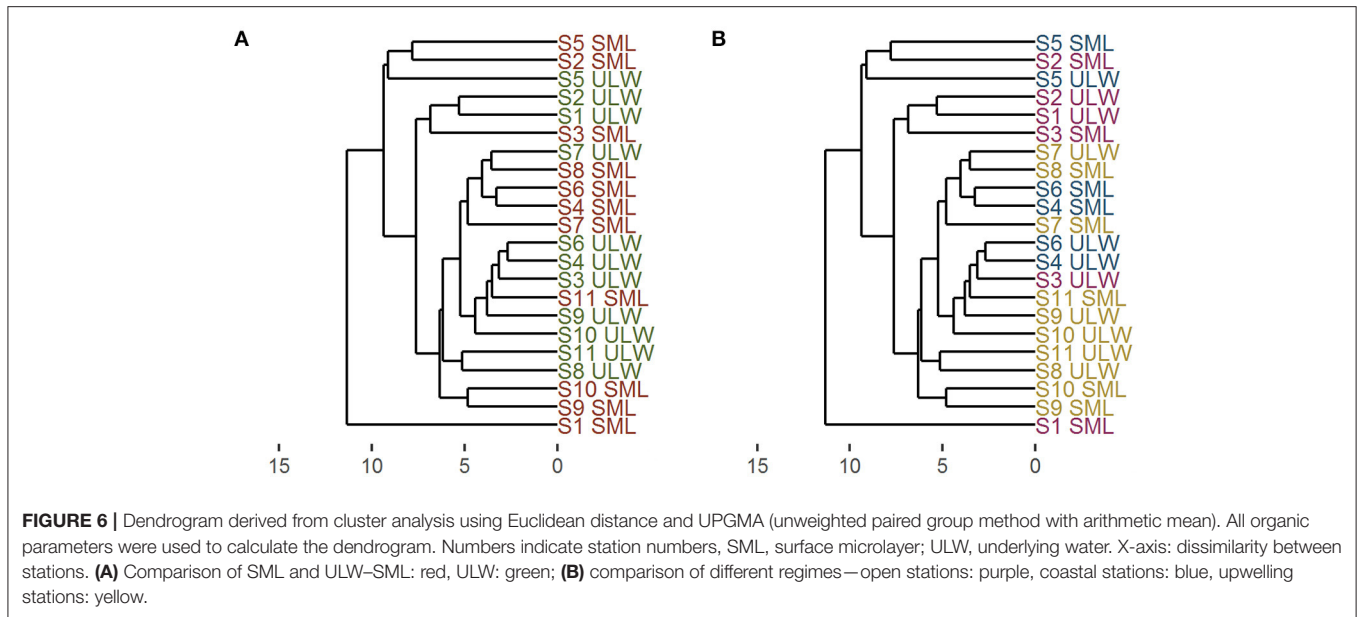 A
S5 SML
S2 SML
S5 ULW
S2 ULW
S1 ULW
S3 SML
S7 ULW
S8 SML
S6 SML
S4 SML
S7 SML
S6 ULW
S4 ULW
S3 ULW
S11 SML
S9 ULW
S10 ULW
S11 ULW
S8 ULW
S10 SML
S9 SML
S1 SML
15 10 5 0
B
S5 SML
S2 SML
S5 ULW
S2 ULW
S1 ULW
S3 SML
S7 ULW
S8 SML
S6 SML
S4 SML
S7 SML
S6 ULW
S4 ULW
S3 ULW
S11 SML
S9 ULW
S10 ULW
S11 ULW
S8 ULW
S10 SML
S9 SML
S1 SML
15 10 5 0
FIGURE 6 | Dendrogram derived from cluster analysis using Euclidean distance and UPGMA (unweighted paired group method with arithmetic mean). All organic
parameters were used to calculate the dendrogram. Numbers indicate station numbers, SML, surface microlayer; ULW, underlying water. X-axis: dissimilarity between
stations. (A) Comparison of SML and ULW–SML: red, ULW: green; (B) comparison of different regimes—open stations: purple, coastal stations: blue, upwelling
stations: yellow.